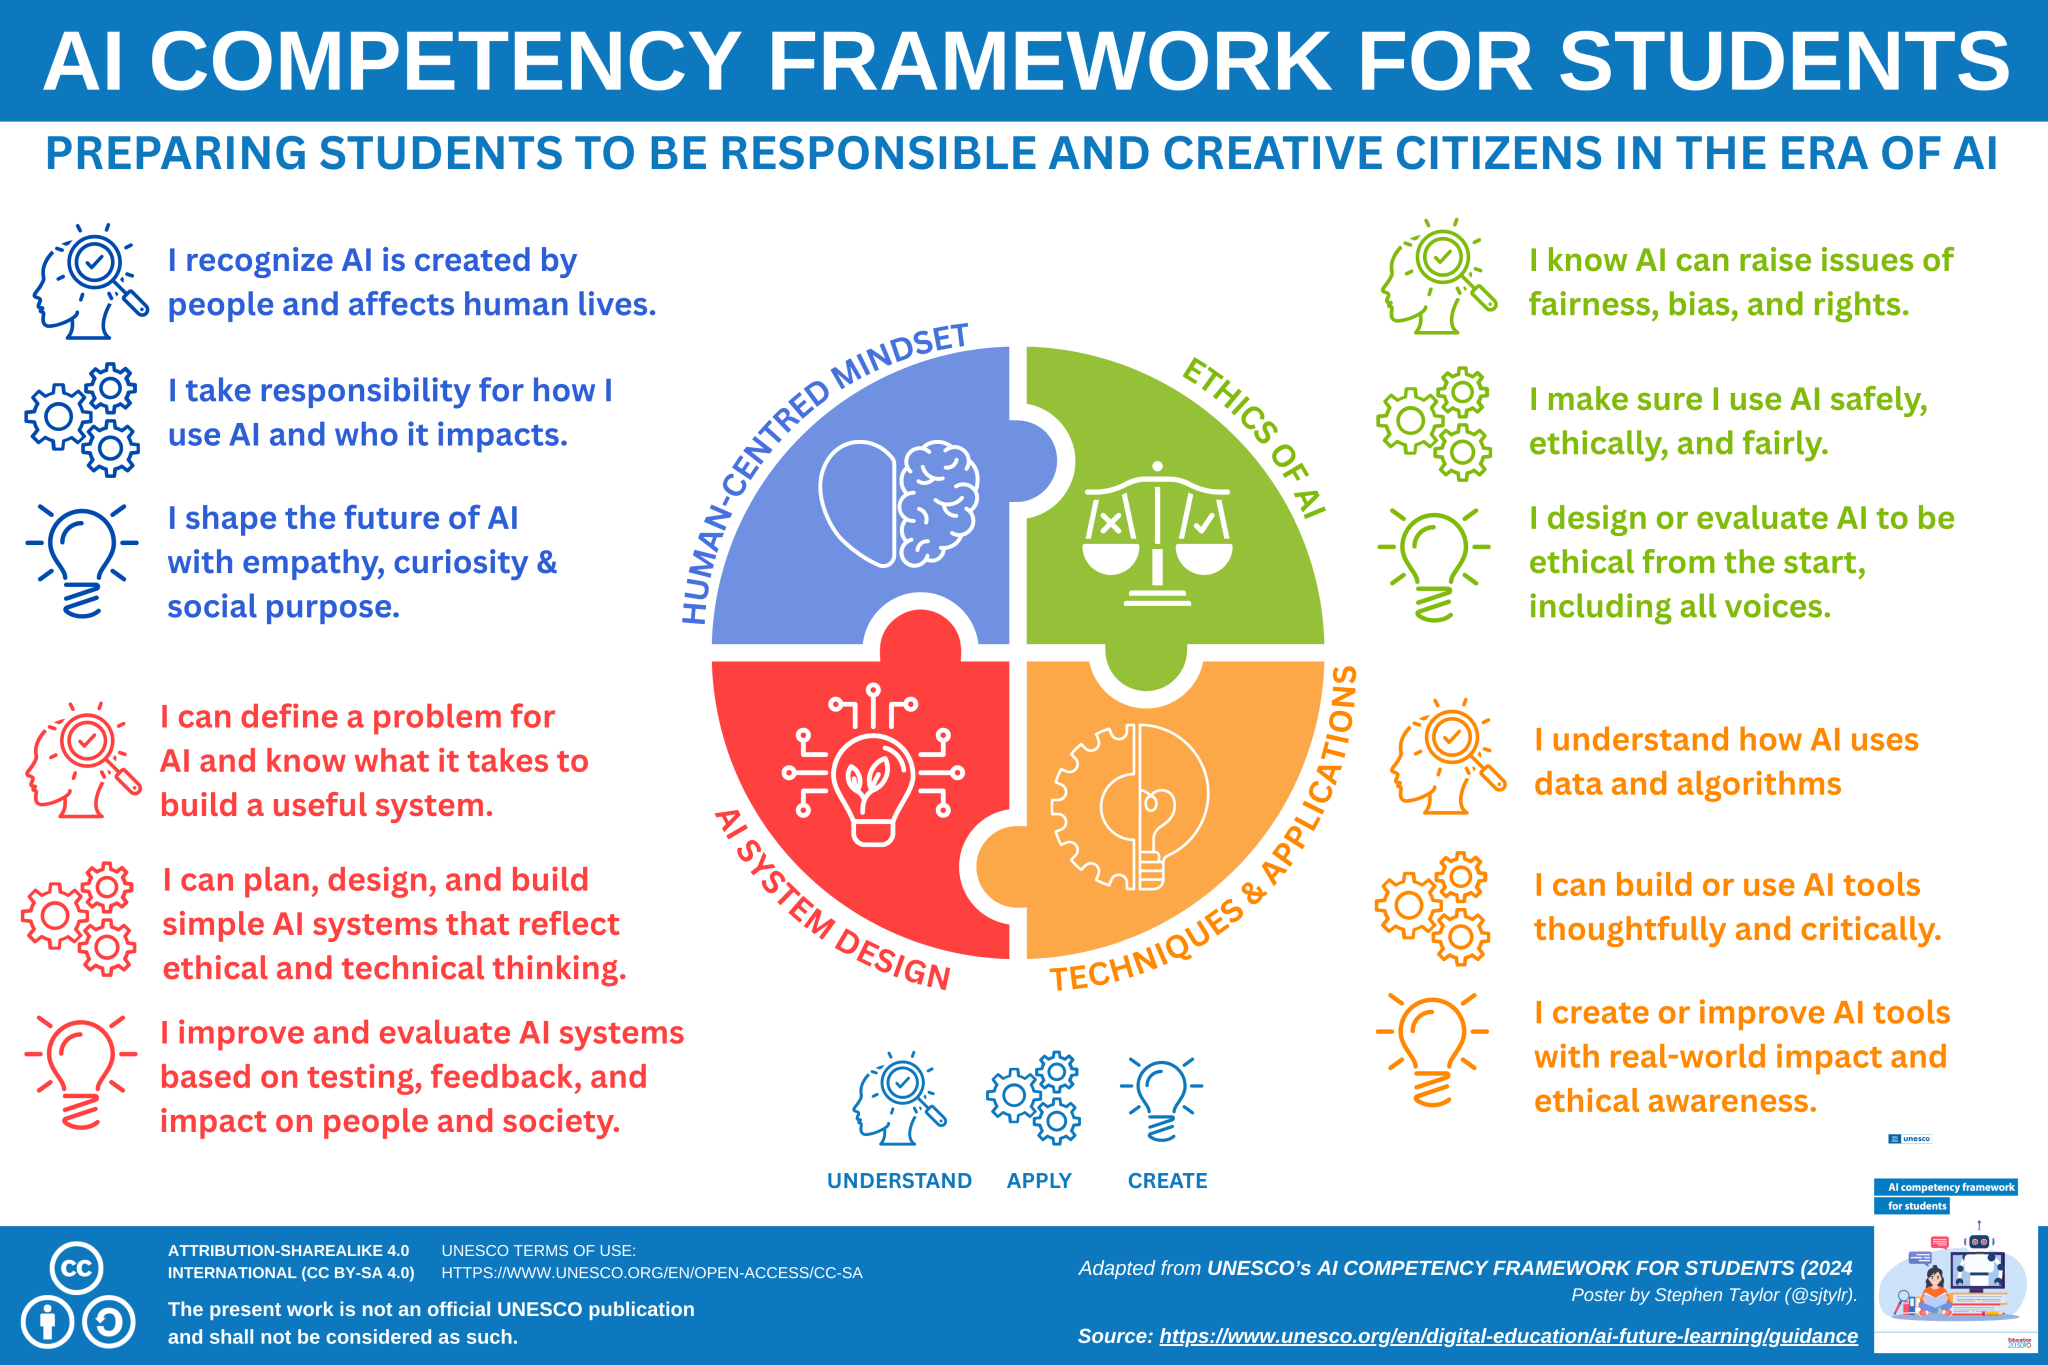 AI COMPETENCY FRAMEWORK FOR STUDENTS
PREPARING STUDENTS TO BE RESPONSIBLE AND CREATIVE CITIZENS IN THE ERA OF AI
I recognize AI is created by
people and affects human lives.
I take responsibility for how I
use AI and who it impacts.
I shape the future of AI
with empathy, curiosity &
social purpose.
I can define a problem for
AI and know what it takes to
build a useful system.
I can plan, design, and build
simple AI systems that reflect
ethical and technical thinking.
I improve and evaluate AI systems
based on testing, feedback, and
impact on people and society.
HUMAN-CENTRED MINDSET
ETHICS OF AI
AI SYSTEM DESIGN
TECHNIQUES & APPLICATIONS
UNDERSTAND
APPLY
CREATE
I know AI can raise issues of
fairness, bias, and rights.
I make sure I use AI safely,
ethically, and fairly.
I design or evaluate AI to be
ethical from the start,
including all voices.
I understand how AI uses
data and algorithms
I can build or use AI tools
thoughtfully and critically.
I create or improve AI tools
with real-world impact and
ethical awareness.
unesco
AI competency framework
for students
Education
2030
cc
ATTRIBUTION-SHAREALIKE 4.0
INTERNATIONAL (CC BY-SA 4.0)
UNESCO TERMS OF USE:
HTTPS://WWW.UNESCO.ORG/EN/OPEN-ACCESS/CC-SA
The present work is not an official UNESCO publication
and shall not be considered as such.
Adapted from UNESCO's AI COMPETENCY FRAMEWORK FOR STUDENTS (2024
Poster by Stephen Taylor (@sjtylr).
Source: https://www.unesco.org/en/digital-education/ai-future-learning/guidance